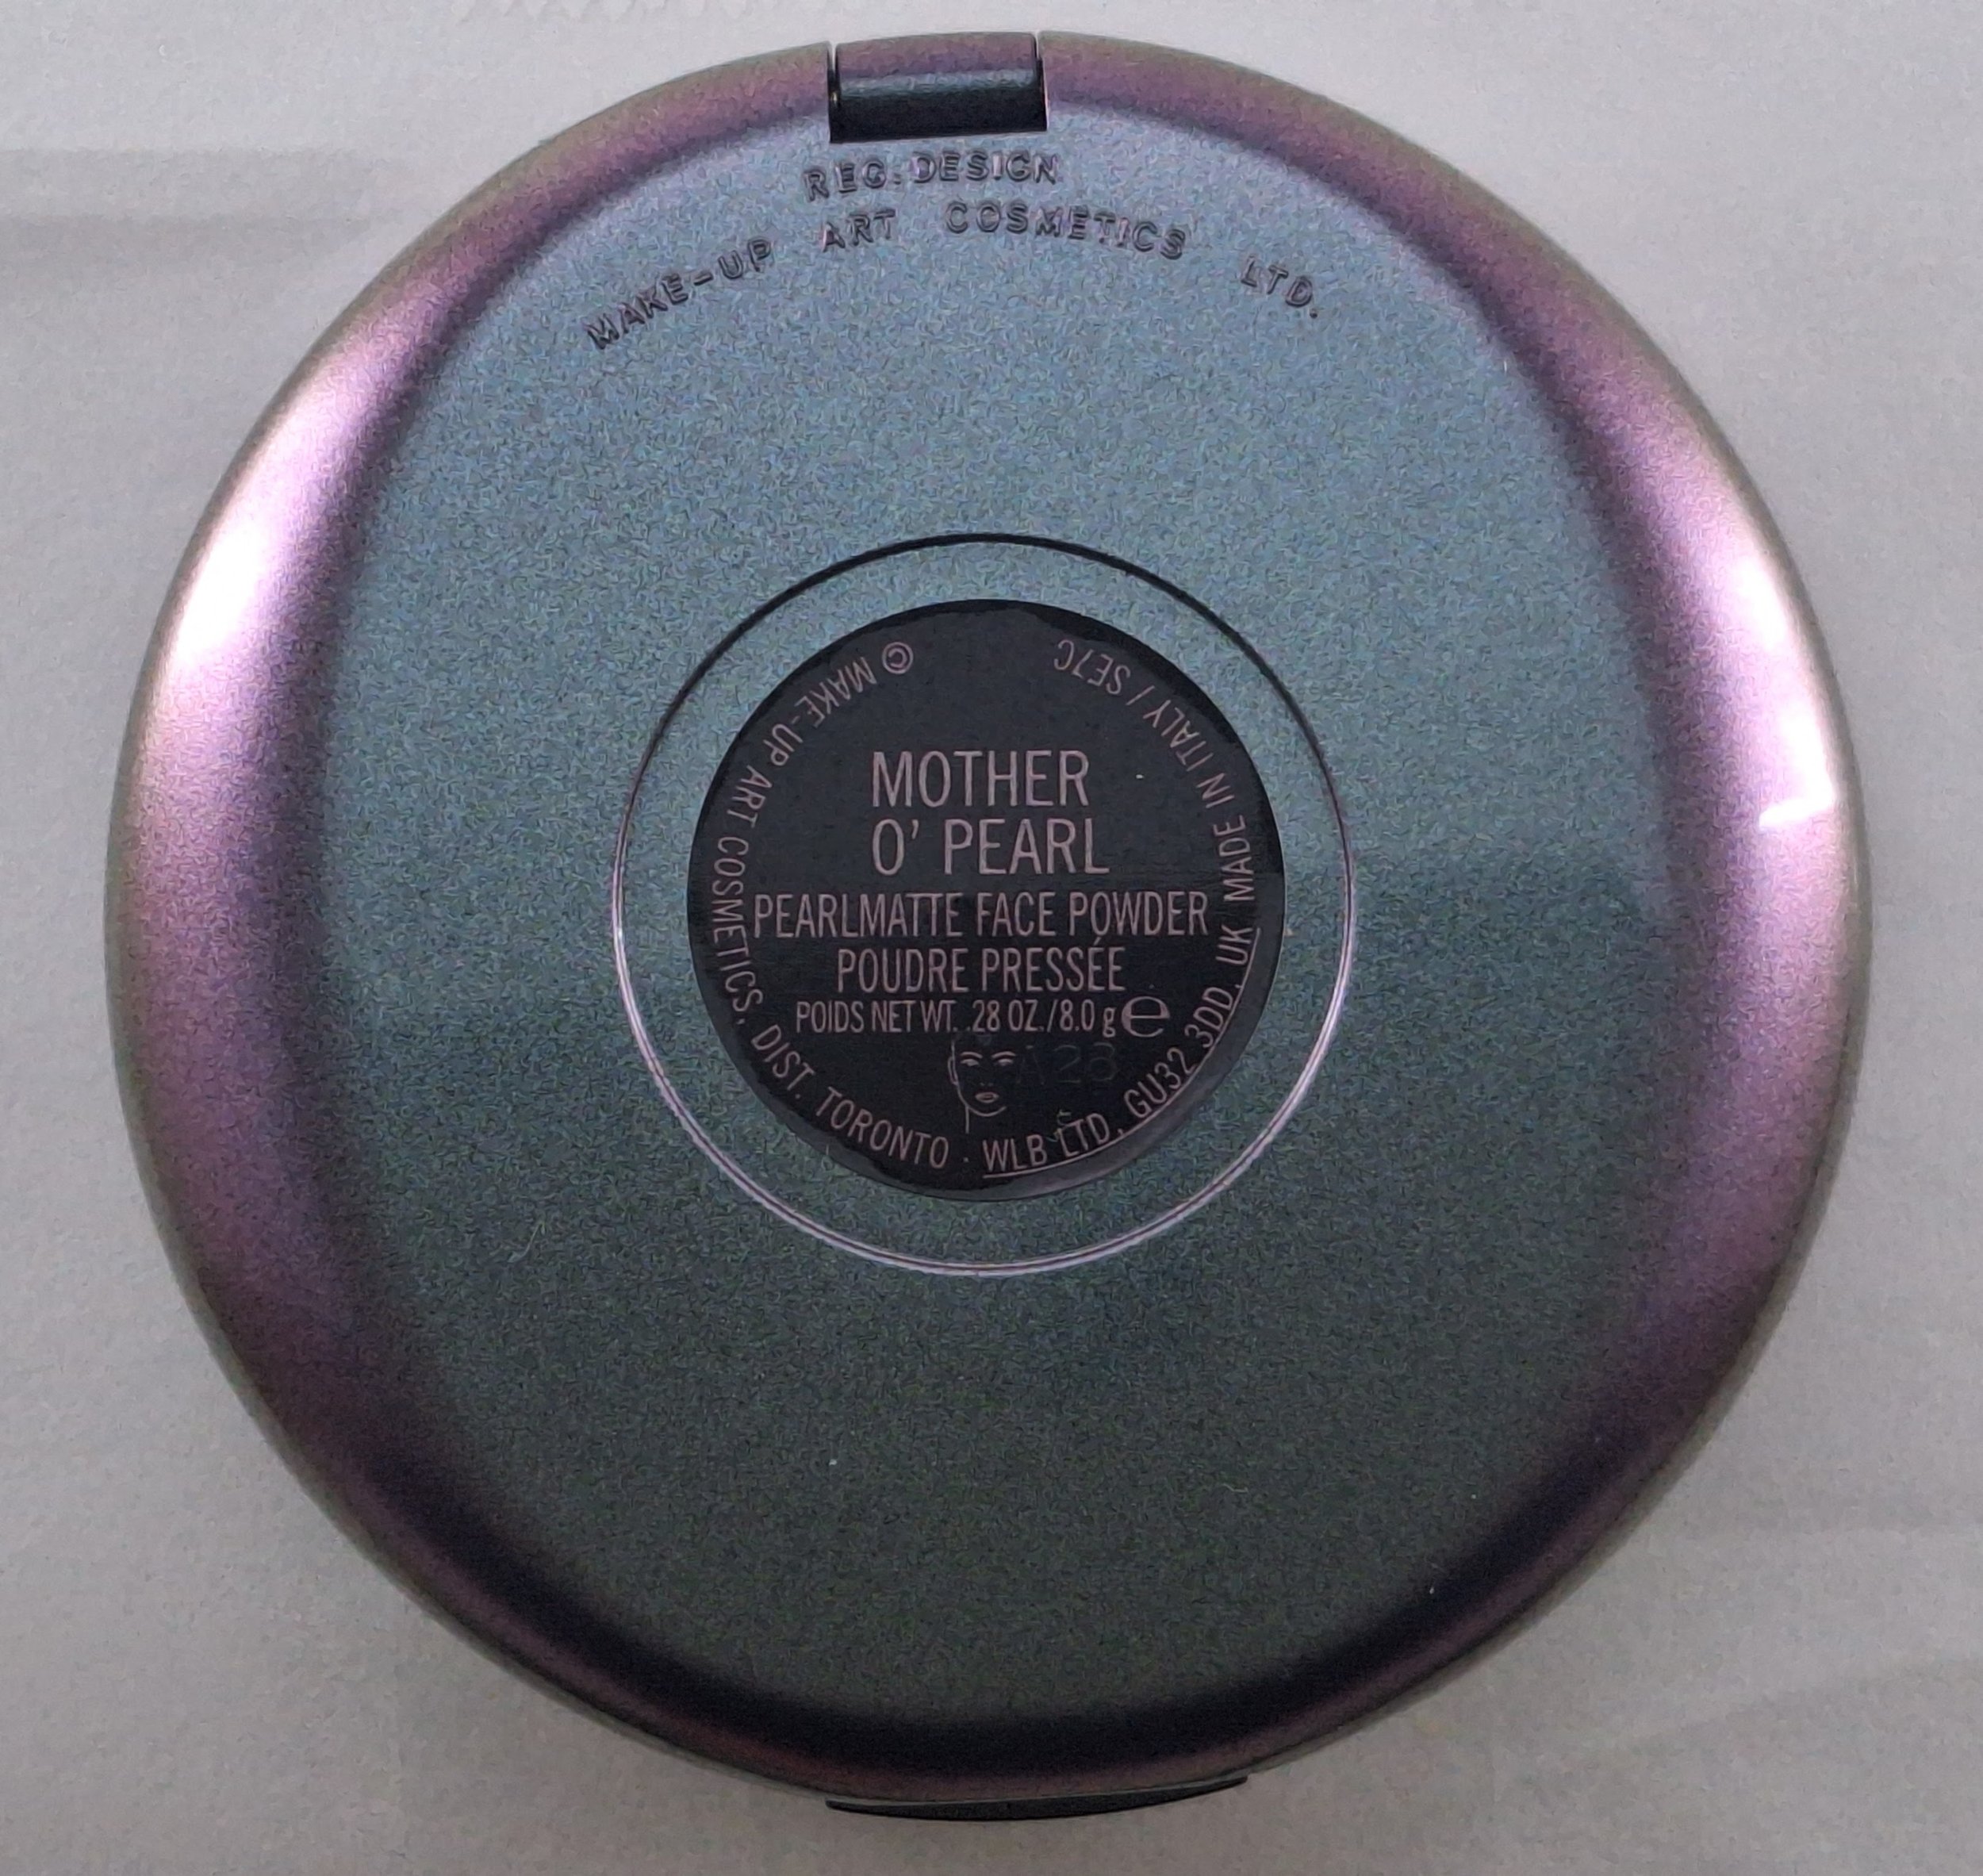 REG. DESIGN
MAKE-UP ART COSMETICS LTD.
MOTHER
O' PEARL
PEARLMATTE FACE POWDER
POUDRE PRESSÉE
POIDS NET WT. .28 OZ./8.0 g ℮
© MAKE-UP ART COSMETICS, DIST. TORONTO · WLB LTD. GU32 3DD, UK MADE IN ITALY / SE7C